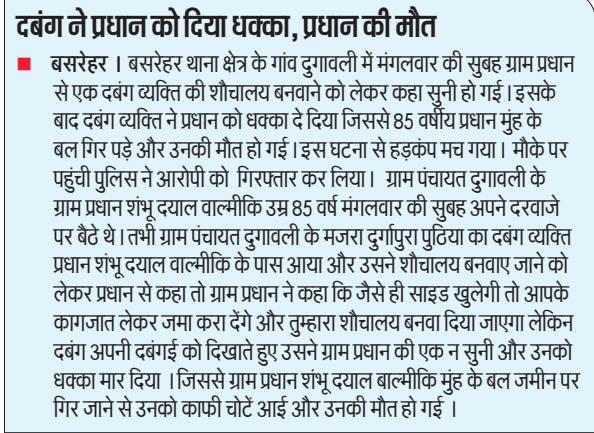 दबंग ने प्रधान को दिया धक्का, प्रधान की मौत
बसरेहर । बसरेहर थाना क्षेत्र के गांव दुगावली में मंगलवार की सुबह ग्राम प्रधान
से एक दबंग व्यक्ति की शौचालय बनवाने को लेकर कहा सुनी हो गई। इसके
बाद दबंग व्यक्ति ने प्रधान को धक्का दे दिया जिससे 85 वर्षीय प्रधान मुंह के
बल गिर पड़े और उनकी मौत हो गई। इस घटना से हड़कंप मच गया। मौके पर
पहुंची पुलिस ने आरोपी को गिरफ्तार कर लिया। ग्राम पंचायत दुगावली के
ग्राम प्रधान शंभू दयाल वाल्मीकि उम्र 85 वर्ष मंगलवार की सुबह अपने दरवाजे
पर बैठे थे। तभी ग्राम पंचायत दुगावली के मजरा दुर्गापुरा पुठिया का दबंग व्यक्ति
प्रधान शंभू दयाल वाल्मीकि के पास आया और उसने शौचालय बनवाए जाने को
लेकर प्रधान से कहा तो ग्राम प्रधान ने कहा कि जैसे ही साइड खुलेगी तो आपके
कागजात लेकर जमा करा देंगे और तुम्हारा शौचालय बनवा दिया जाएगा लेकिन
दबंग अपनी दबंगई को दिखाते हुए उसने ग्राम प्रधान की एक न सुनी और उनको
धक्का मार दिया । जिससे ग्राम प्रधान शंभू दयाल बाल्मीकि मुंह के बल जमीन पर
गिर जाने से उनको काफी चोटें आई और उनकी मौत हो गई ।